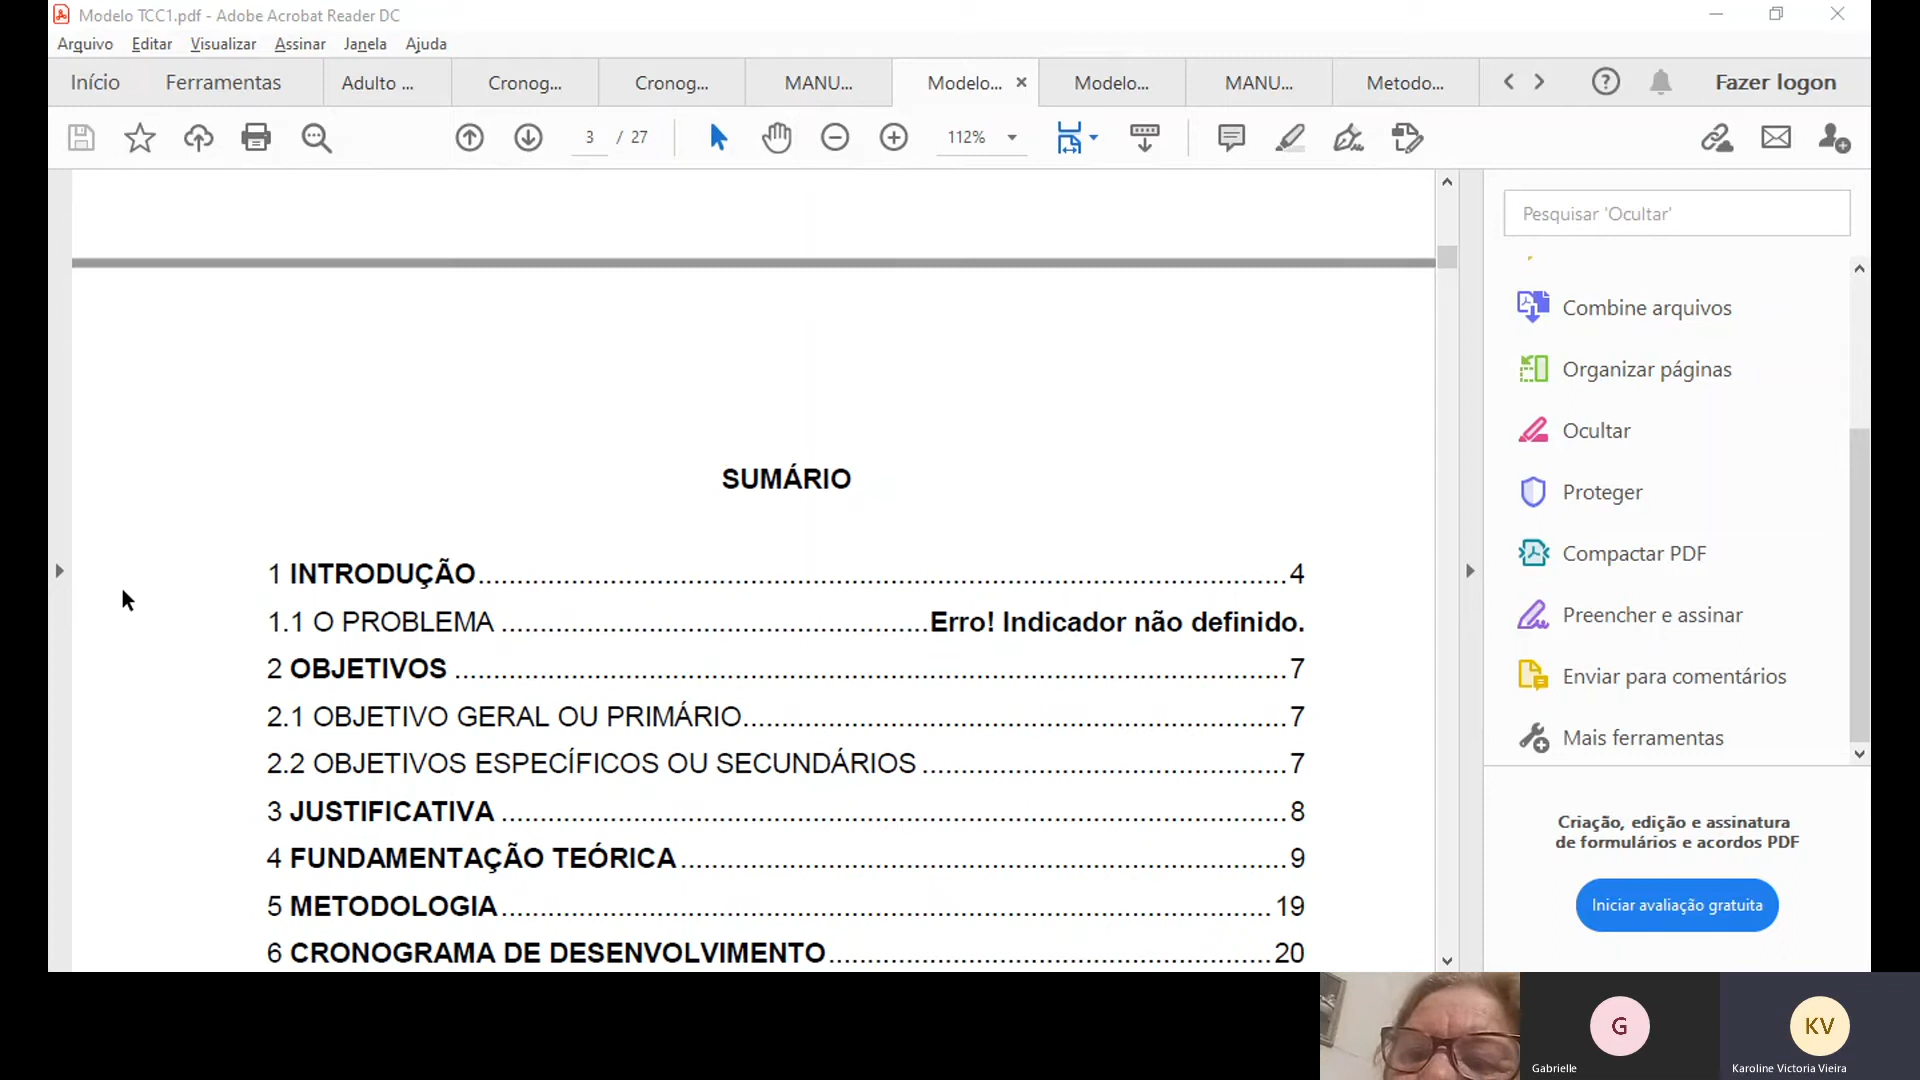 Modelo TCC1.pdf - Adobe Acrobat Reader DC
Arquivo Editar Visualizar Assinar Janela Ajuda
Início Ferramentas Adulto ... Cronog... Cronog... MANU... Modelo... Modelo... MANU... Metodo... Fazer logon
3 / 27 112%
Pesquisar 'Ocultar'
Combine arquivos
Organizar páginas
Ocultar
Proteger
Compactar PDF
Preencher e assinar
Enviar para comentários
Mais ferramentas
Criação, edição e assinatura
de formulários e acordos PDF
Iniciar avaliação gratuita
SUMÁRIO
1 INTRODUÇÃO........................................................................................4
1.1 O PROBLEMA ..............................................Erro! Indicador não definido.
2 OBJETIVOS ..........................................................................................7
2.1 OBJETIVO GERAL OU PRIMÁRIO...........................................................7
2.2 OBJETIVOS ESPECÍFICOS OU SECUNDÁRIOS .......................................7
3 JUSTIFICATIVA .....................................................................................8
4 FUNDAMENTAÇÃO TEÓRICA..................................................................9
5 METODOLOGIA...................................................................................19
6 CRONOGRAMA DE DESENVOLVIMENTO................................................20
G
Gabrielle
KV
Karoline Victoria Vieira